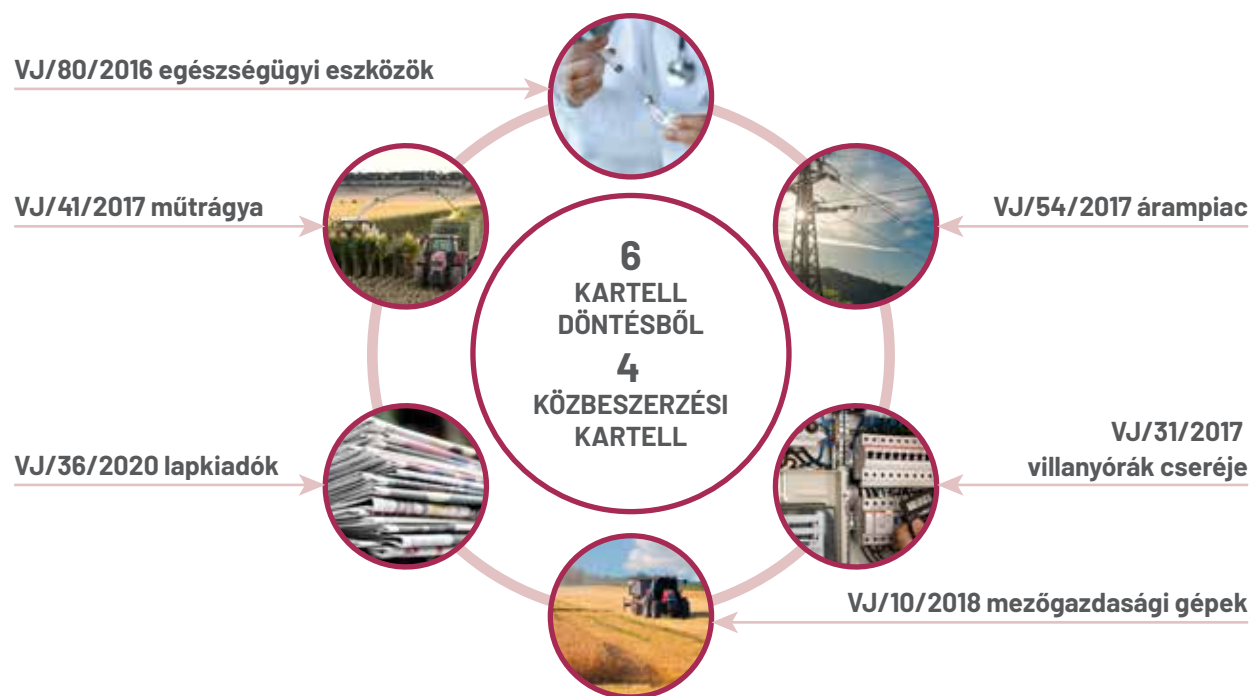 VJ/80/2016 egészségügyi eszközök
VJ/41/2017 műtrágya
VJ/54/2017 árampiac
6
KARTELL
DÖNTÉSBŐL
4
KÖZBESZERZÉSI
KARTELL
VJ/36/2020 lapkiadók
VJ/31/2017
villanyórák cseréje
VJ/10/2018 mezőgazdasági gépek